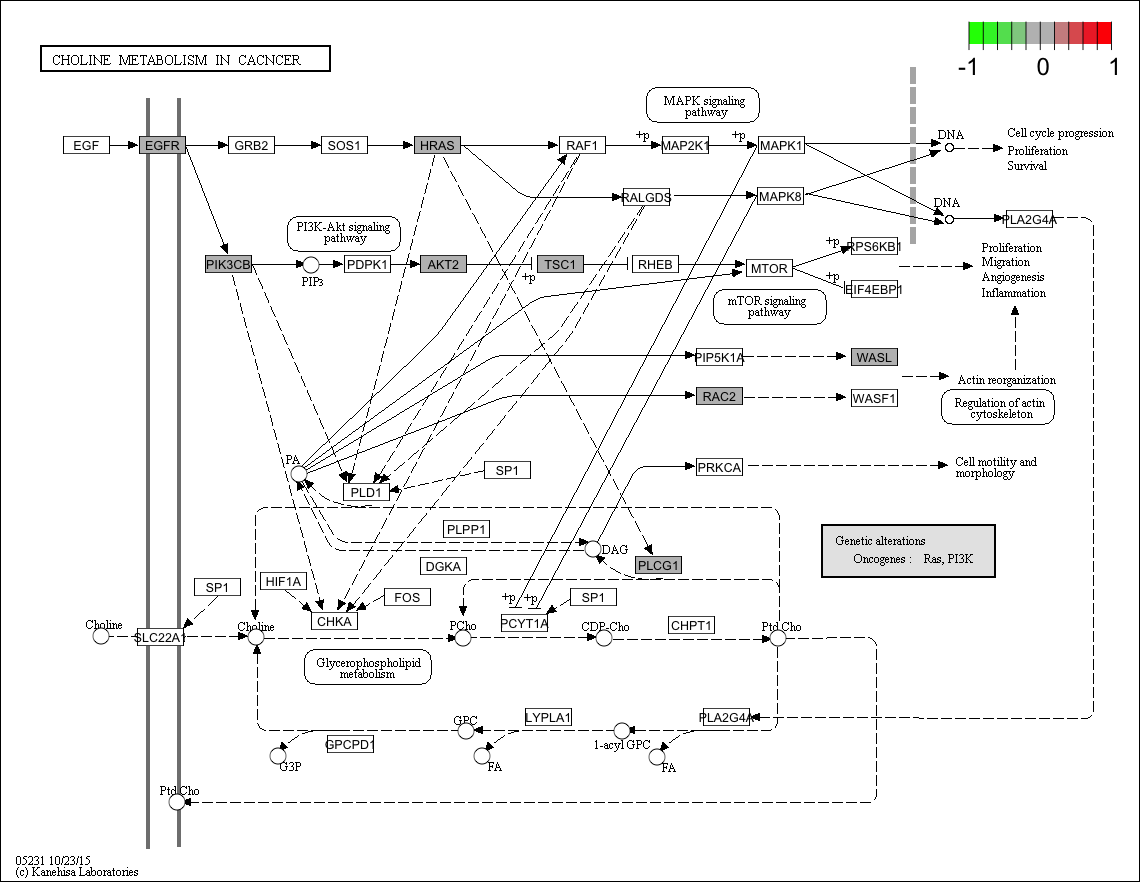 CHOLINE METABOLISM IN CACNCER
-1 0 1
MAPK signaling
pathway
EGF
EGFR
GRB2
SOS1
HRAS
RAF1
+p
MAP2K1
+p
MAPK1
DNA
Cell cycle progression
Proliferation
Survival
RALGDS
MAPK8
DNA
PLA2G4A
PI3K-Akt signaling
pathway
PIK3CB
PIP3
PDPK1
AKT2
+p
TSC1
RHEB
MTOR
+p
RPS6KB1
+p
EIF4EBP1
Proliferation
Migration
Angiogenesis
Inflammation
mTOR signaling
pathway
PIP5K1A
WASL
Actin reorganization
RAC2
WASF1
Regulation of actin
cytoskeleton
PA
PLD1
SP1
PRKCA
Cell motility and
morphology
PLPP1
DAG
DGKA
PLCG1
Genetic alterations
Oncogenes : Ras, PI3K
SP1
HIF1A
FOS
CHKA
+p
+p
SP1
PCYT1A
Choline
SLC22A1
Choline
PCho
CDP-Cho
CHPT1
Ptd Cho
Glycerophospholipid
metabolism
GPC
LYPLA1
PLA2G4A
GPCPD1
1-acyl GPC
G3P
FA
FA
Ptd Cho
05231 10/23/15
(c) Kanehisa Laboratories